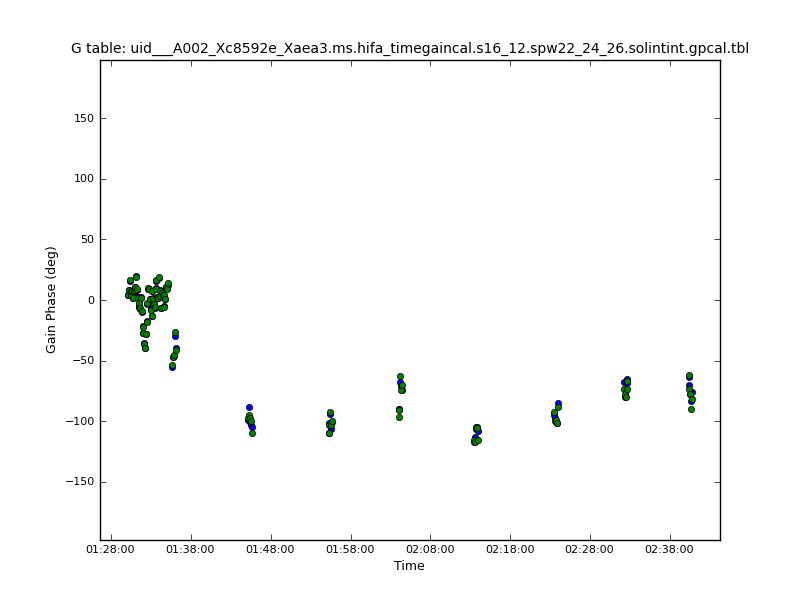 G table: uid___A002_Xc8592e_Xaea3.ms.hifa_timegaincal.s16_12.spw22_24_26.solintint.gpcal.tbl
150
100
50
0
−50
−100
−150
Gain Phase (deg)
01:28:00 01:38:00 01:48:00 01:58:00 02:08:00 02:18:00 02:28:00 02:38:00
Time